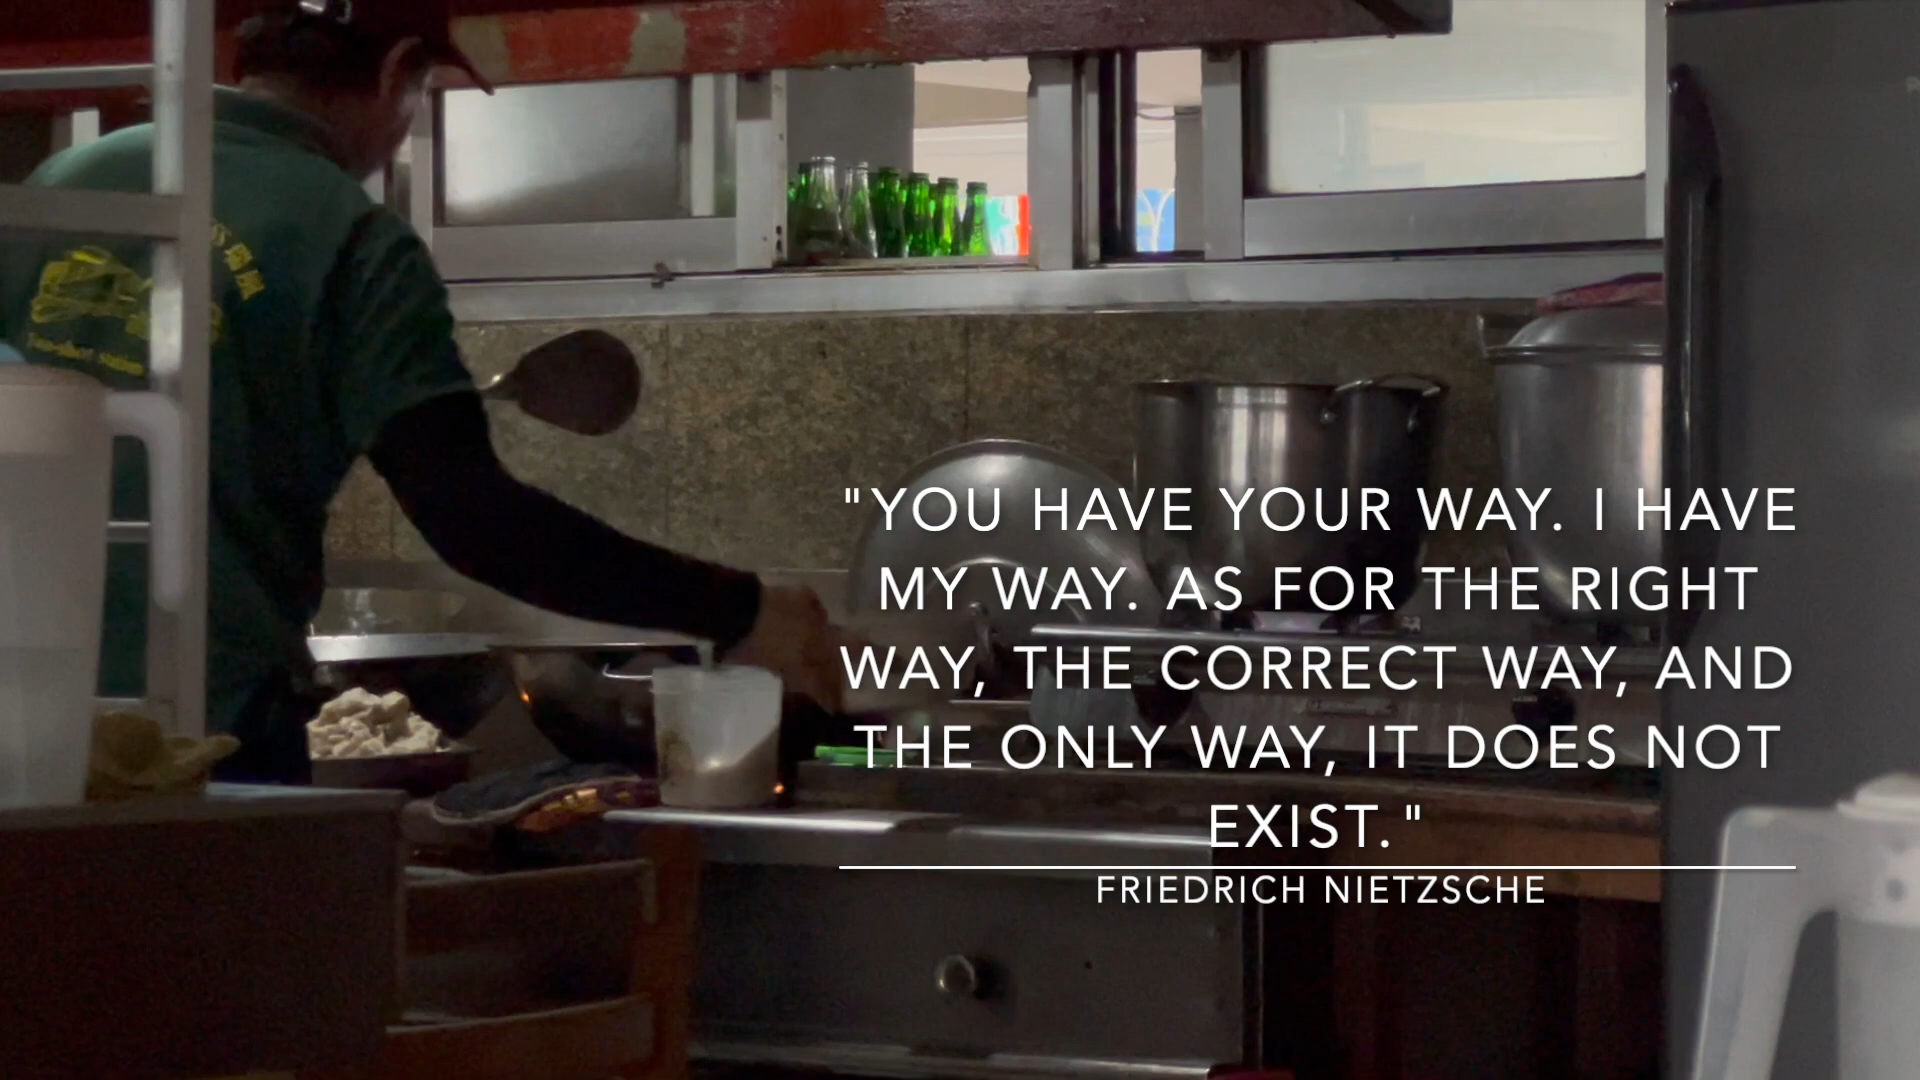 "YOU HAVE YOUR WAY. I HAVE
MY WAY. AS FOR THE RIGHT
WAY, THE CORRECT WAY, AND
THE ONLY WAY, IT DOES NOT
EXIST."
FRIEDRICH NIETZSCHE